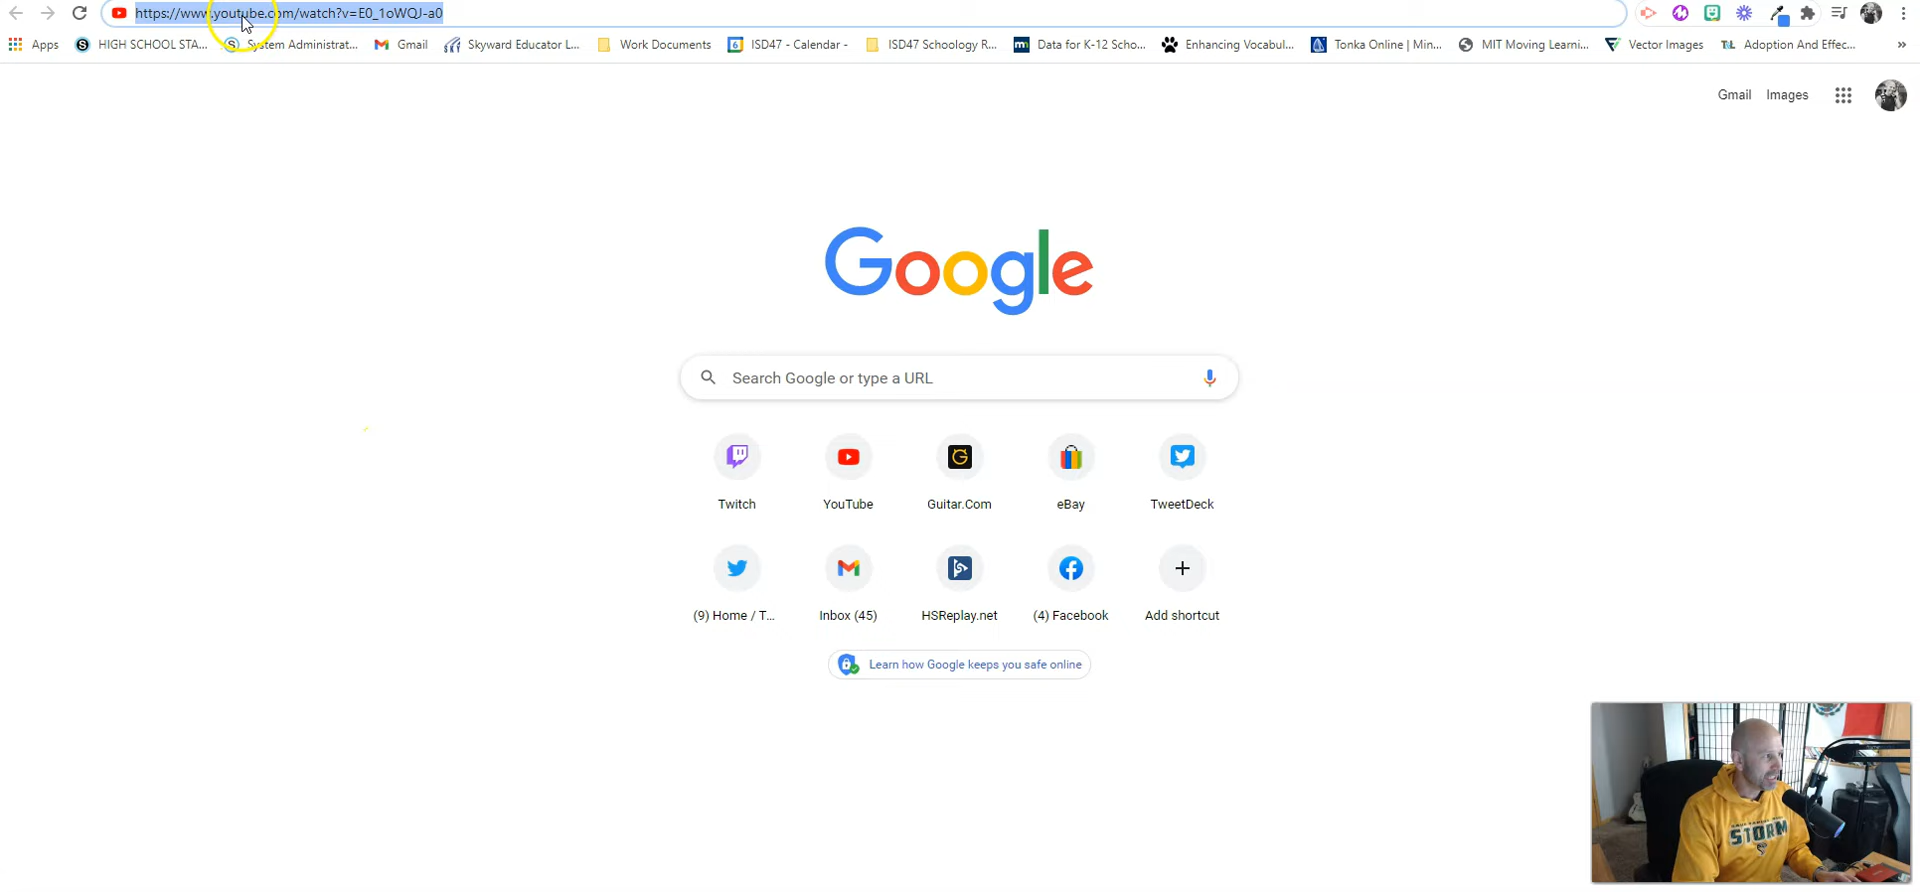 https://www.youtube.com/watch?v=E0_1oWQJ-a0
Apps HIGH SCHOOL STA... System Administrat... Gmail Skyward Educator L... Work Documents ISD47 - Calendar - ISD47 Schoology R... Data for K-12 Scho... Enhancing Vocabul... Tonka Online | Min... MIT Moving Learni... Vector Images Adoption And Effec... »
Gmail Images
Google
Search Google or type a URL
Twitch YouTube Guitar.Com eBay TweetDeck
(9) Home / T... Inbox (45) HSReplay.net (4) Facebook Add shortcut
Learn how Google keeps you safe online
STORM